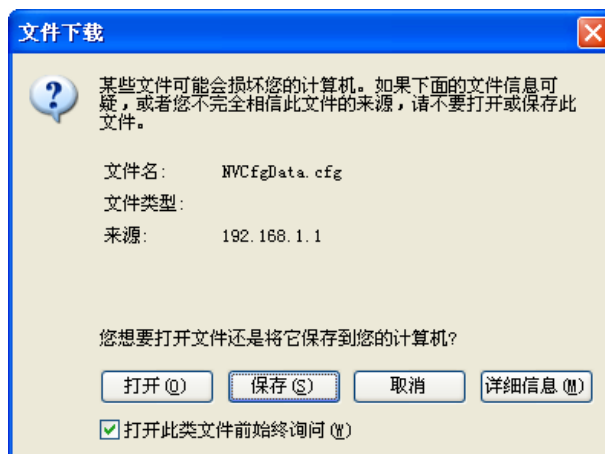 文件下载
某些文件可能会损坏您的计算机。如果下面的文件信息可
疑，或者您不完全相信此文件的来源，请不要打开或保存此
文件。
文件名： NVCfgData.cfg
文件类型：
来源： 192.168.1.1
您想要打开文件还是将它保存到您的计算机？
打开(O) 保存(S) 取消 详细信息(M)
打开此类文件前始终询问(W)